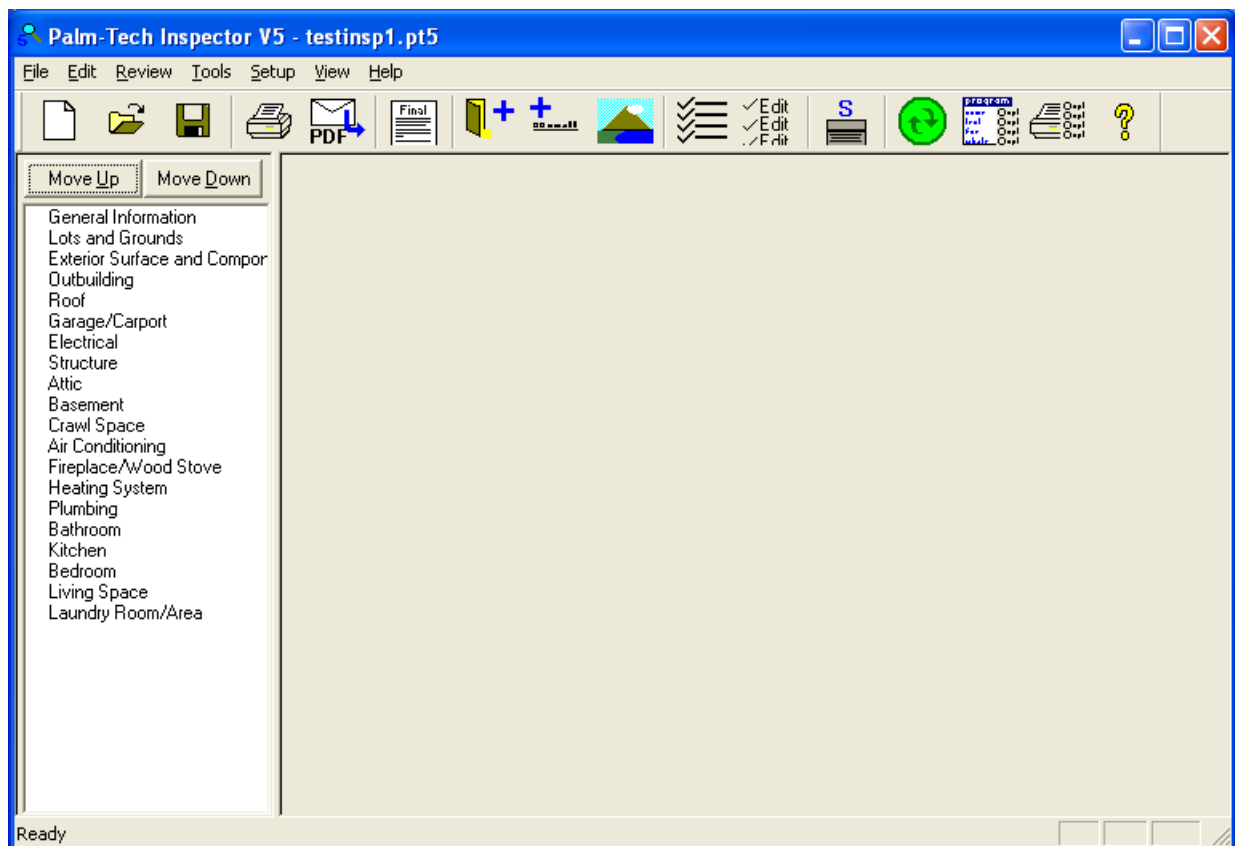 Palm-Tech Inspector V5 - testinsp1.pt5
File Edit Review Tools Setup View Help
PDF
Final
Edit
Edit
Edit
S
program
Move Up Move Down
General Information
Lots and Grounds
Exterior Surface and Compor
Outbuilding
Roof
Garage/Carport
Electrical
Structure
Attic
Basement
Crawl Space
Air Conditioning
Fireplace/Wood Stove
Heating System
Plumbing
Bathroom
Kitchen
Bedroom
Living Space
Laundry Room/Area
Ready